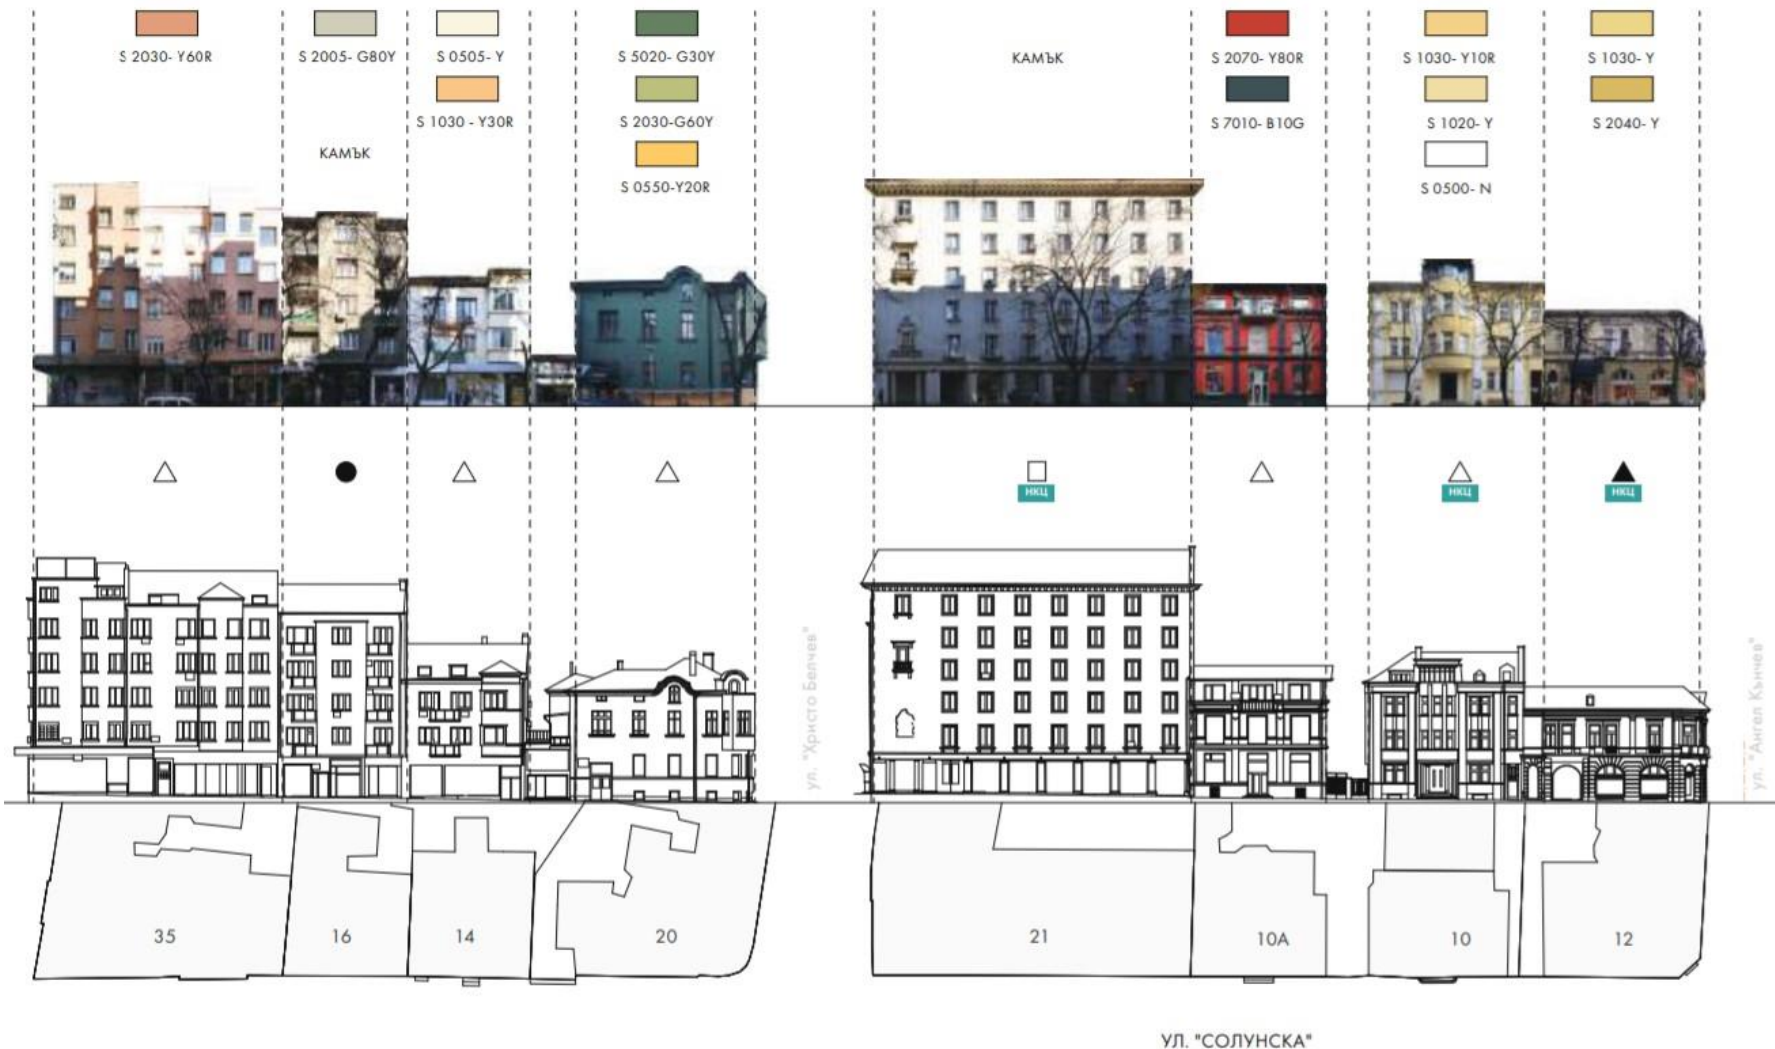 S 2030- Y60R
S 2005- G80Y
S 0505- Y
S 5020- G30Y
КАМЪК
S 2070- Y80R
S 1030- Y10R
S 1030- Y
S 1030 - Y30R
S 2030-G60Y
S 7010- B10G
S 1020- Y
S 2040- Y
КАМЪК
S 0550-Y20R
S 0500- N
НКЦ
НКЦ
НКЦ
ул. "Христо Белчев"
ул. "Ангел Кънчев"
35
16
14
20
21
10А
10
12
УЛ. "СОЛУНСКА"